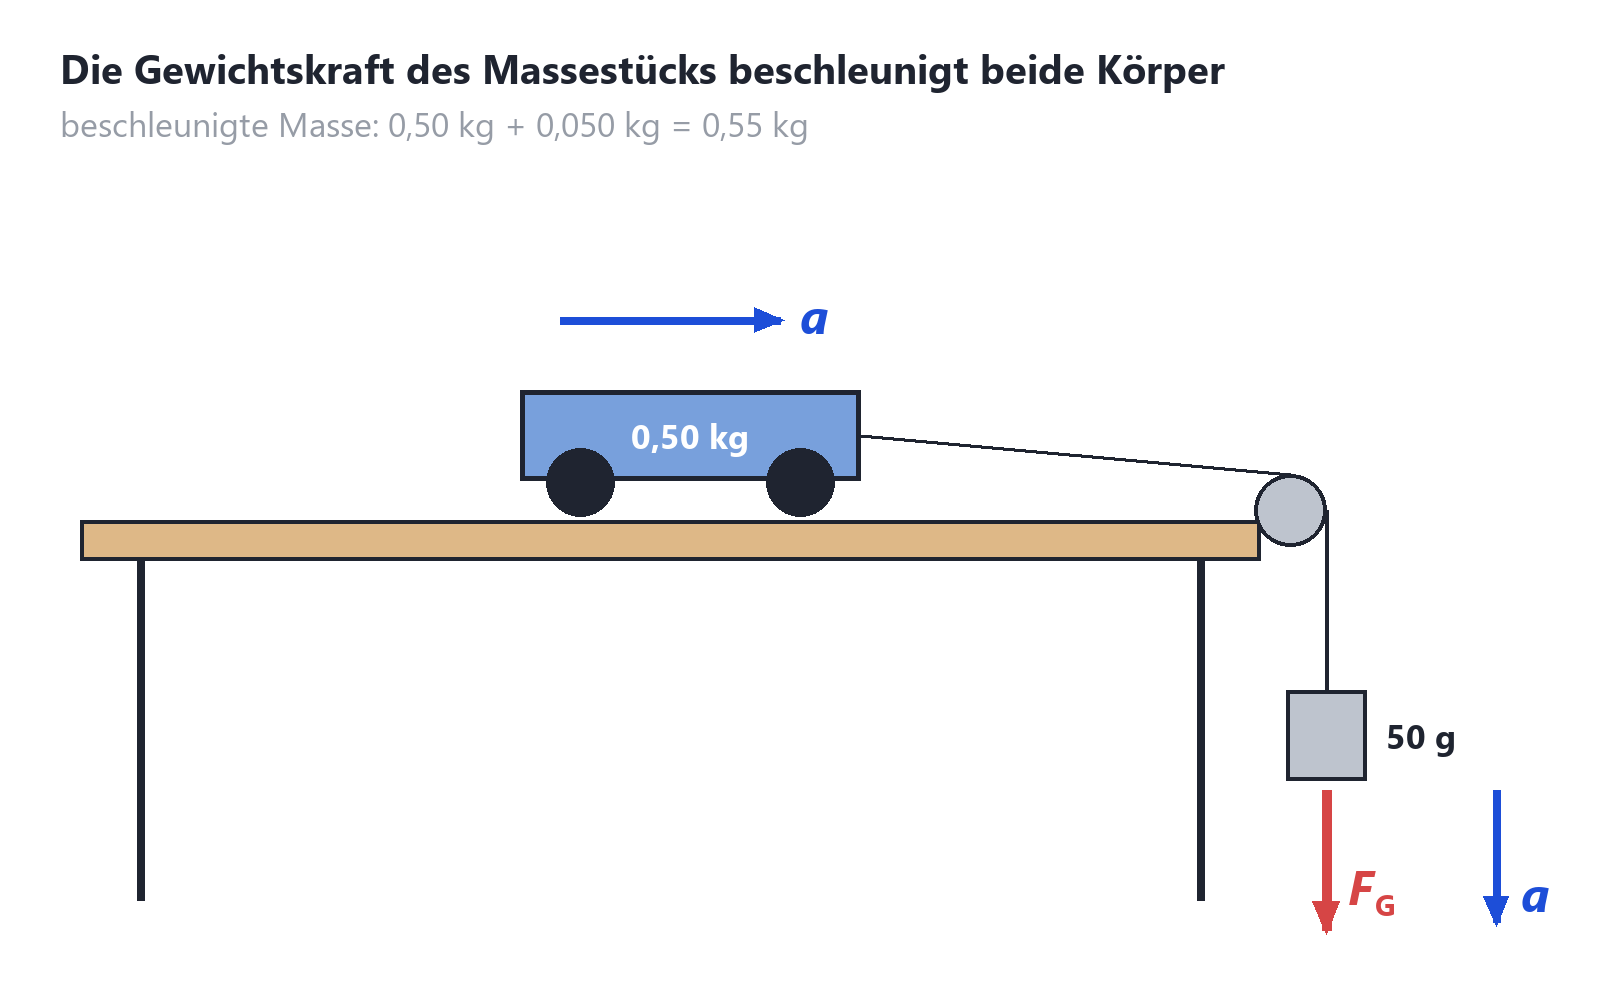 Die Gewichtskraft des Massestücks beschleunigt beide Körper
beschleunigte Masse: 0,50 kg + 0,050 kg = 0,55 kg
a
0,50 kg
50 g
F_G
a